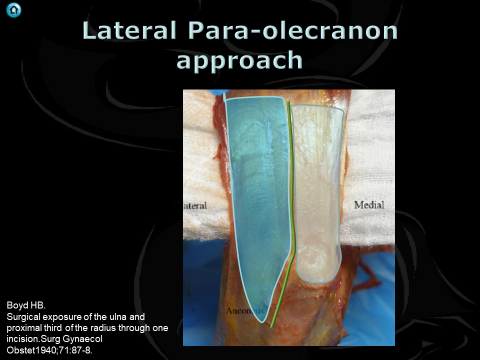 Lateral Para-olecranon
approach
ateral
Medial
Anconeus
Boyd HB.
Surgical exposure of the ulna and
proximal third of the radius through one
incision.Surg Gynaecol
Obstet1940;71:87-8.